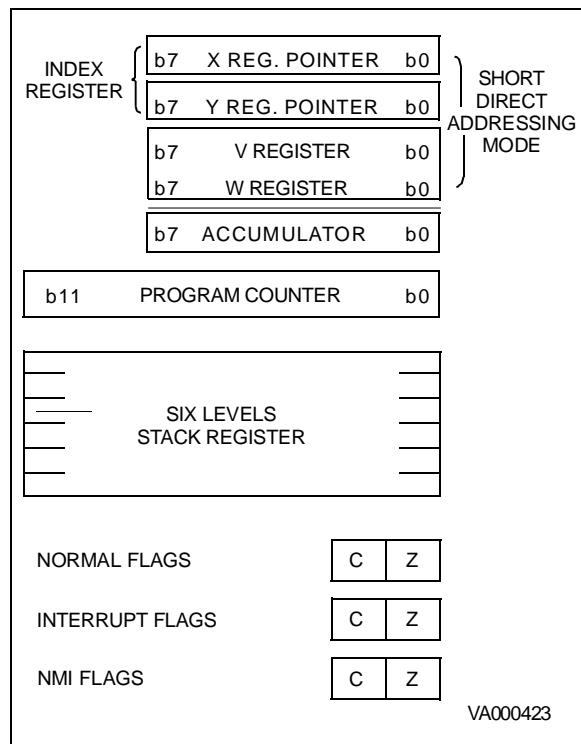 INDEX
REGISTER
b7 X REG. POINTER b0
b7 Y REG. POINTER b0
b7 V REGISTER b0
b7 W REGISTER b0
b7 ACCUMULATOR b0
SHORT
DIRECT
ADDRESSING
MODE
b11 PROGRAM COUNTER b0
SIX LEVELS
STACK REGISTER
NORMAL FLAGS C Z
INTERRUPT FLAGS C Z
NMI FLAGS C Z
VA000423